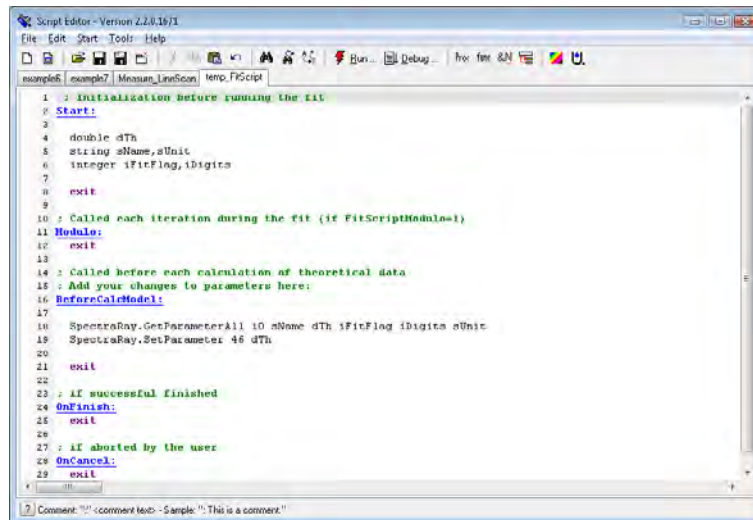 Script Editor - Version 2.2.0.1671
File Edit Start Tools Help
Run... Debug...
example6 example7 Measure_LineScan temp_FitScript
1 ; Initialization before running the fit
2 Start:
3
4 double dTh
5 string sName,sUnit
6 integer iFitFlag,iDigits
7
8 exit
9
10 ; Called each iteration during the fit (if FitScriptModulo=1)
11 Modulo:
12 exit
13
14 ; Called before each calculation of theoretical data
15 ; Add your changes to parameters here:
16 BeforeCalcModel:
17
18 SpectraRay.GetParameterAll 10 sName dTh iFitFlag iDigits sUnit
19 SpectraRay.SetParameter 46 dTh
20
21 exit
22
23 ; if successful finished
24 OnFinish:
25 exit
26
27 ; if aborted by the user
28 OnCancel:
29 exit
? Comment: ";" <comment text> - Sample: "; This is a comment."